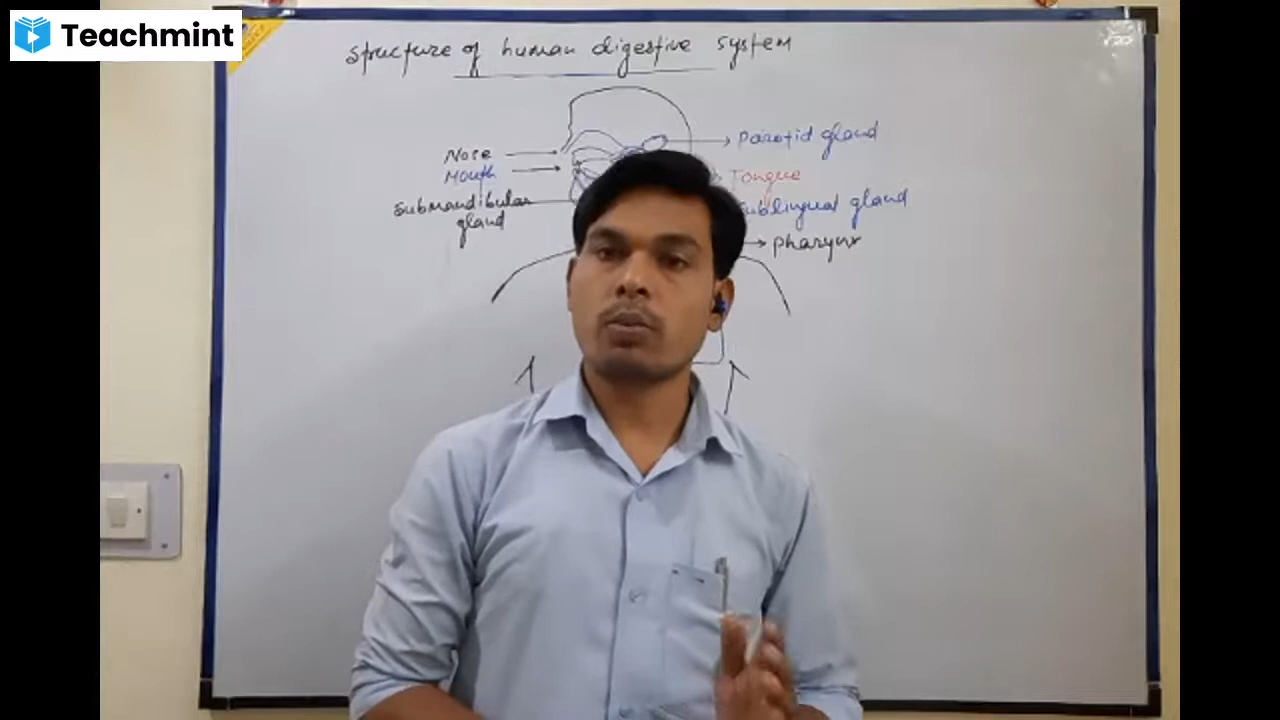 Teachmint
Structure of human digestive system
Parotid gland
Nose
Mouth
Tongue
Submandibular
gland
Sublingual gland
pharynx